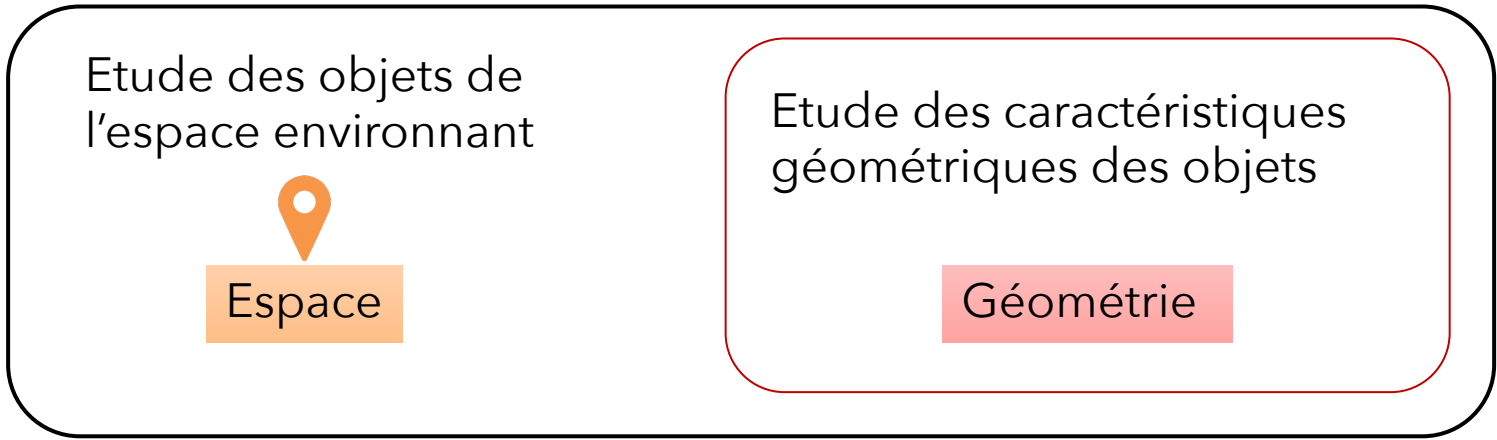 Etude des objets de
l’espace environnant
Espace
Etude des caractéristiques
géométriques des objets
Géométrie